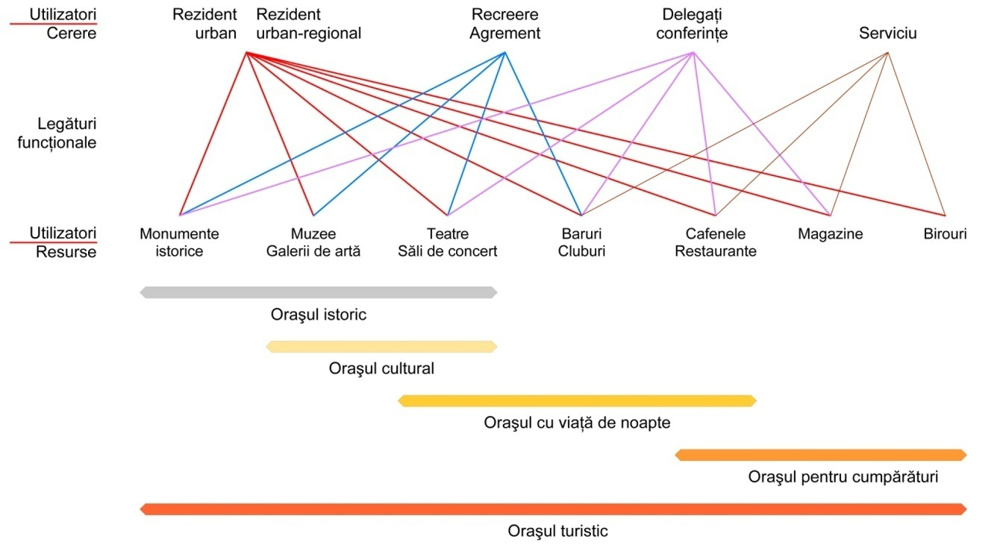 Utilizatori
Cerere
Rezident
urban
Rezident
urban-regional
Recreere
Agrement
Delegați
conferințe
Serviciu
Legături
funcționale
Utilizatori
Resurse
Monumente
istorice
Muzee
Galerii de artă
Teatre
Săli de concert
Baruri
Cluburi
Cafenele
Restaurante
Magazine
Birouri
Oraşul istoric
Oraşul cultural
Oraşul cu viață de noapte
Oraşul pentru cumpărături
Oraşul turistic